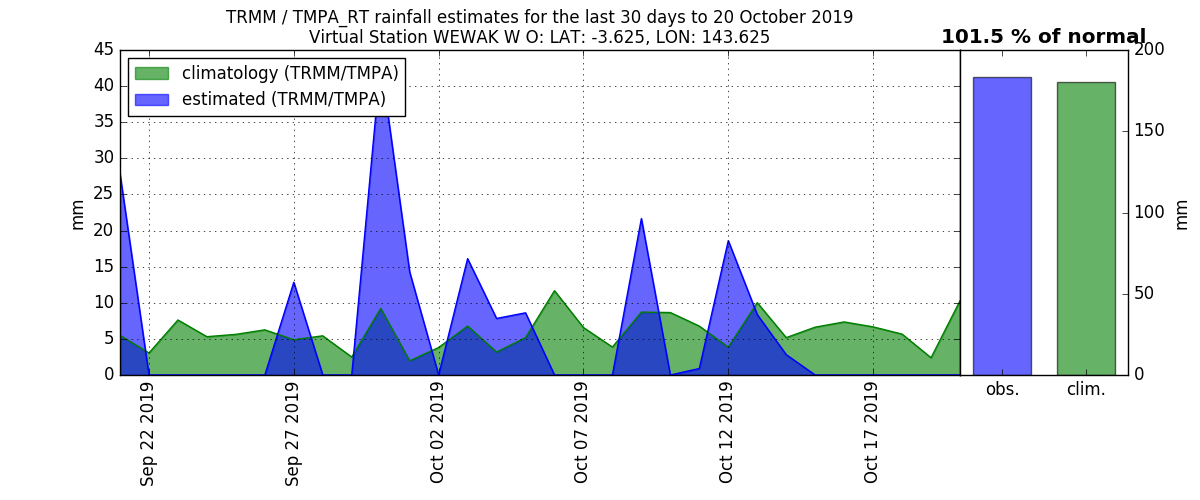 TRMM / TMPA_RT rainfall estimates for the last 30 days to 20 October 2019
Virtual Station WEWAK W O: LAT: -3.625, LON: 143.625
101.5 % of normal
climatology (TRMM/TMPA)
estimated (TRMM/TMPA)
mm
45
40
35
30
25
20
15
10
5
0
Sep 22 2019
Sep 27 2019
Oct 02 2019
Oct 07 2019
Oct 12 2019
Oct 17 2019
obs.
clim.
200
150
100
50
0
mm